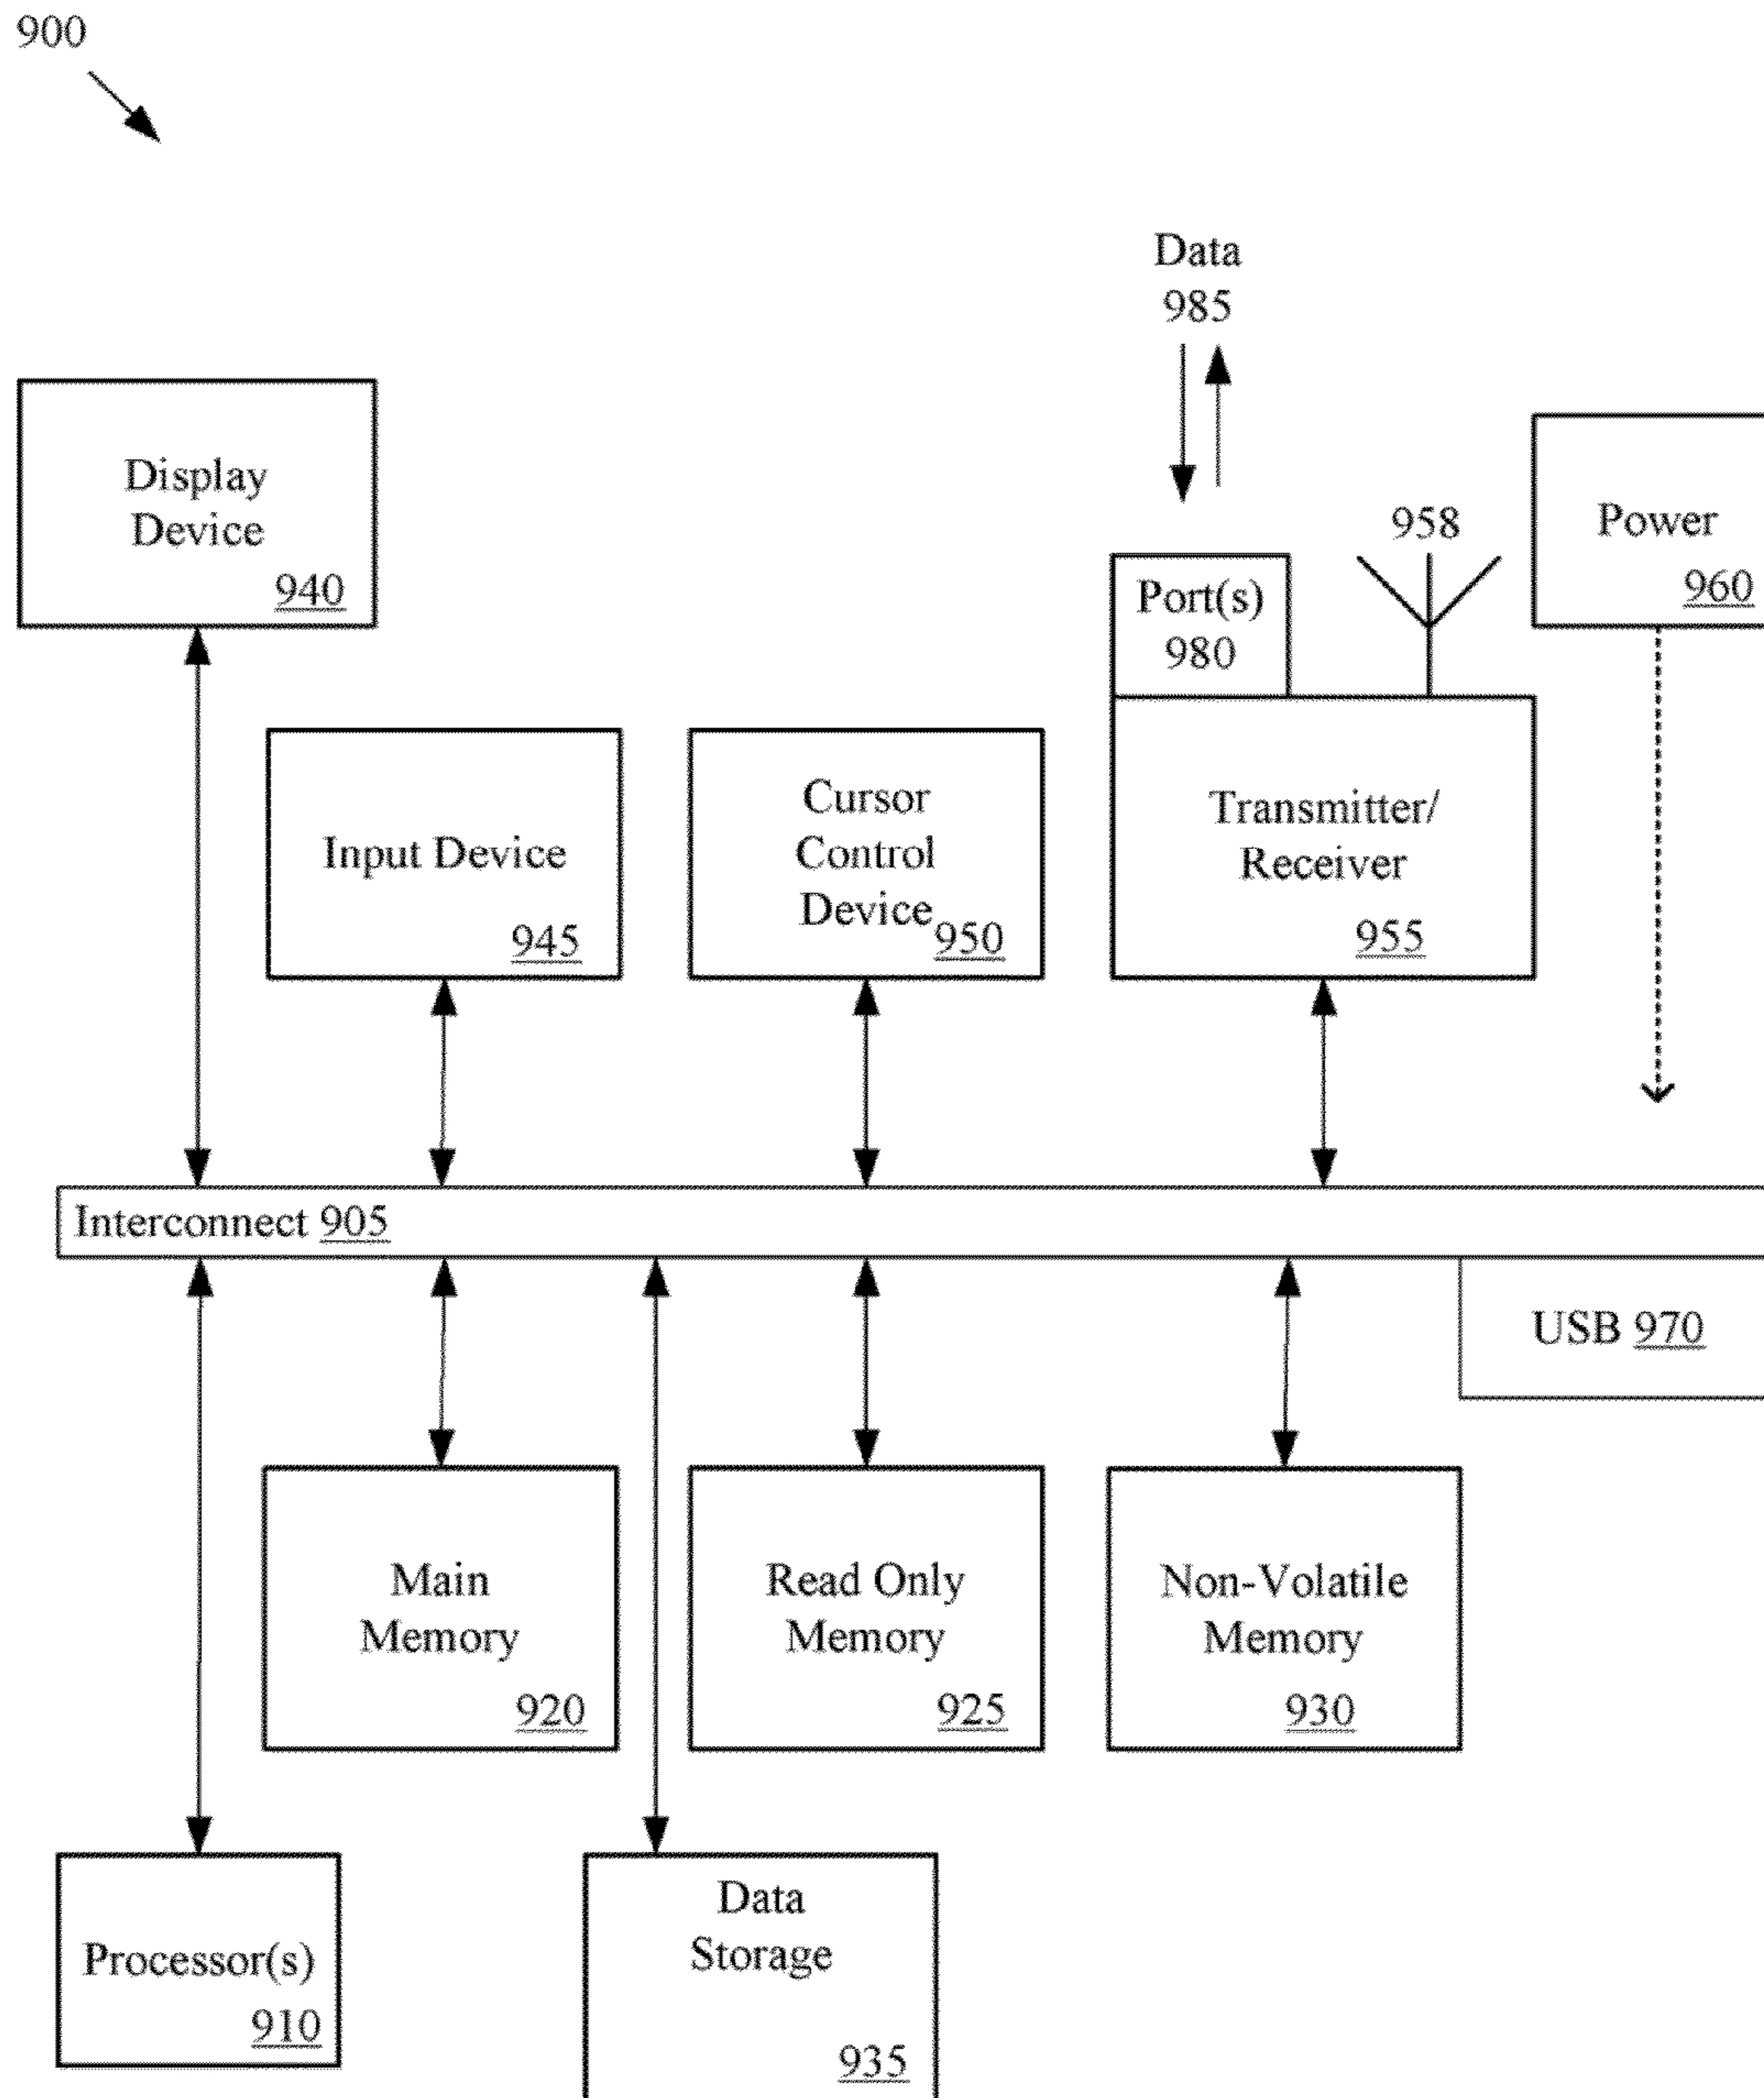 900
Data
985
Display
Device
940
958
Power
960
Port(s)
980
Input Device
945
Cursor
Control
Device
950
Transmitter/
Receiver
955
Interconnect 905
USB 970
Main
Memory
920
Read Only
Memory
925
Non-Volatile
Memory
930
Processor(s)
910
Data
Storage
935